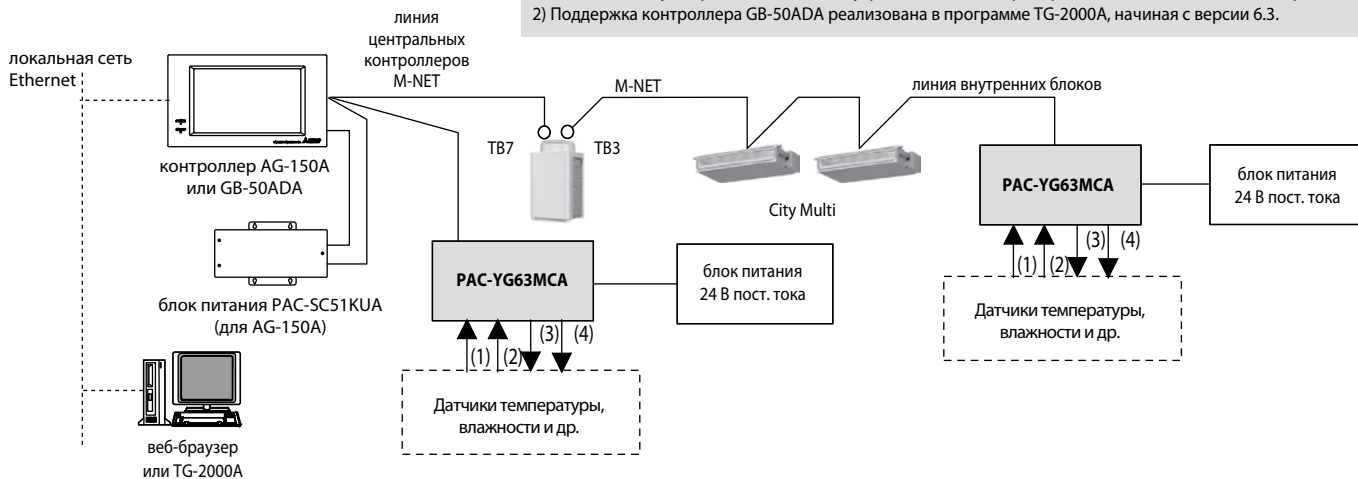 2) Поддержка контроллера GB-50ADA реализована в программе TG-2000A, начиная с версии 6.3.
локальная сеть
Ethernet
линия
центральных
контроллеров
M-NET
контроллер AG-150A
или GB-50ADA
блок питания PAC-SC51KUA
(для AG-150A)
веб-браузер
или TG-2000A
TB7
TB3
M-NET
линия внутренних блоков
City Multi
PAC-YG63MCA
блок питания
24 В пост. тока
(1)
(2)
(3)
(4)
Датчики температуры,
влажности и др.
PAC-YG63MCA
блок питания
24 В пост. тока
(1)
(2)
(3)
(4)
Датчики температуры,
влажности и др.